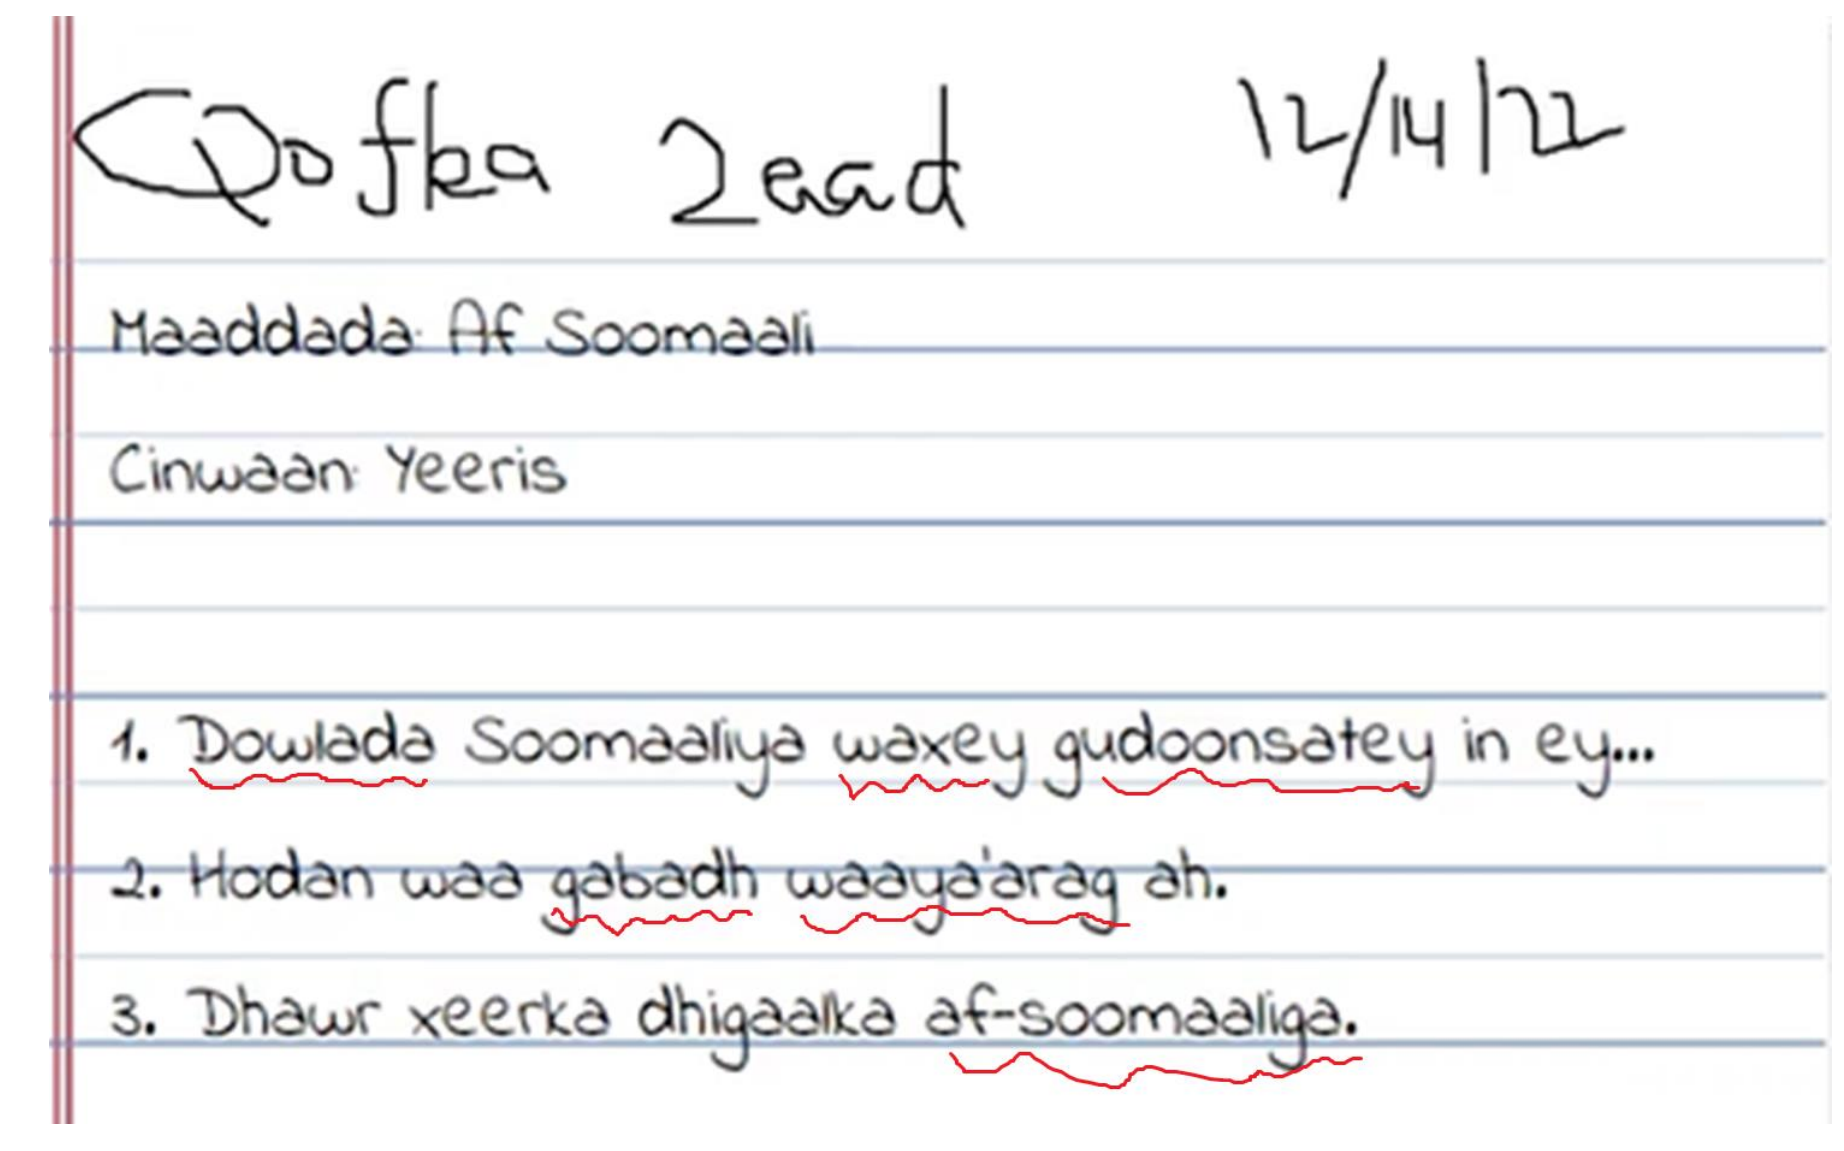 Qofka 2aad 12/14/22
Maaddada: Af Soomaali
Cinwaan: Yeeris
1. Dowlada Soomaaliya waxey gudoonsatey in ey...
2. Hodan waa gabadh waaya'arag ah.
3. Dhawr xeerka dhigaalka af-soomaaliga.